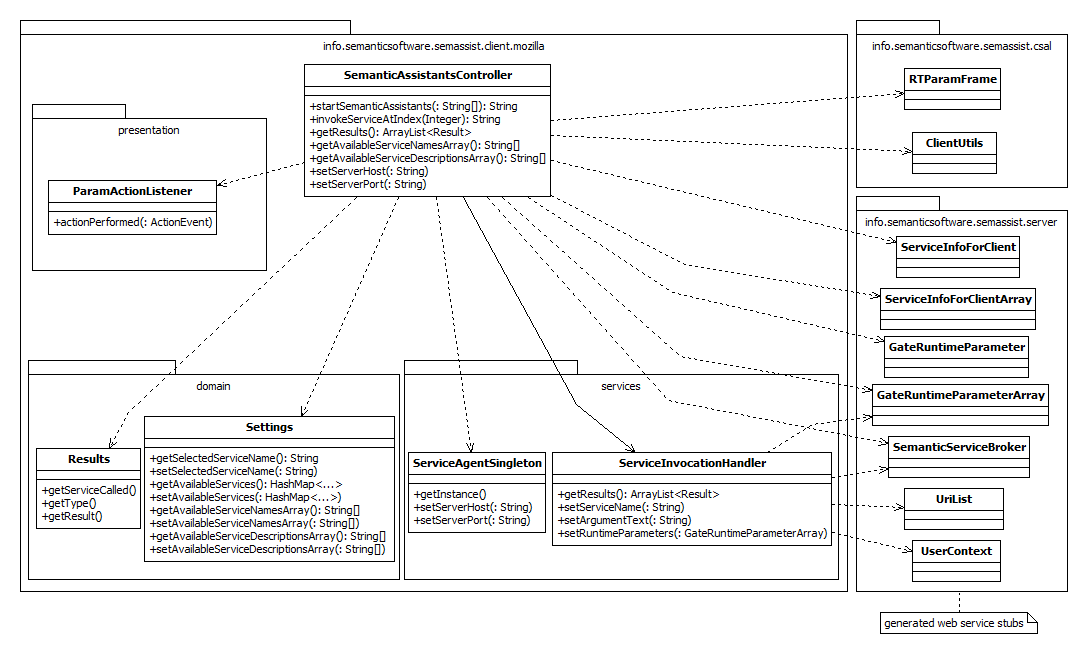 info.semanticsoftware.semassist.client.mozilla
SemanticAssistantsController
+startSemanticAssistants(: String[]): String
+invokeServiceAtIndex(Integer): String
+getResults(): ArrayList<Result>
+getAvailableServiceNamesArray(): String[]
+getAvailableServiceDescriptionsArray(): String[]
+setServerHost(: String)
+setServerPort(: String)
presentation
ParamActionListener
+actionPerformed(: ActionEvent)
domain
Results
+getServiceCalled()
+getType()
+getResult()
Settings
+getSelectedServiceName(): String
+setSelectedServiceName(: String)
+getAvailableServices(): HashMap<...>
+setAvailableServices(: HashMap<...>)
+getAvailableServiceNamesArray(): String[]
+setAvailableServiceNamesArray(: String[])
+getAvailableServiceDescriptionsArray(): String[]
+setAvailableServiceDescriptionsArray(: String[])
services
ServiceAgentSingleton
+getInstance()
+setServerHost(: String)
+setServerPort(: String)
ServiceInvocationHandler
+getResults(): ArrayList<Result>
+setServiceName(: String)
+setArgumentText(: String)
+setRuntimeParameters(: GateRuntimeParameterArray)
info.semanticsoftware.semassist.csal
RTParamFrame
ClientUtils
info.semanticsoftware.semassist.server
ServiceInfoForClient
ServiceInfoForClientArray
GateRuntimeParameter
GateRuntimeParameterArray
SemanticServiceBroker
UriList
UserContext
generated web service stubs